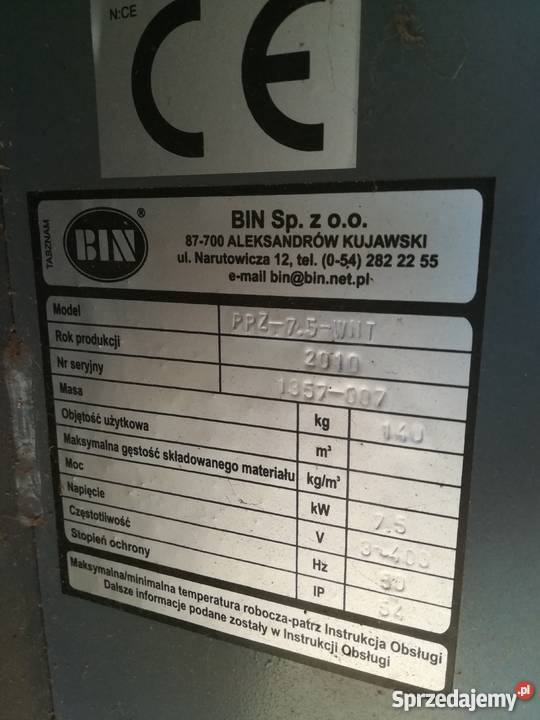 N:CE
CE
TASZNAM
BIN ®
BIN Sp. z o.o.
87-700 ALEKSANDRÓW KUJAWSKI
ul. Narutowicza 12, tel. (0-54) 282 22 55
e-mail bin@bin.net.pl
Model PPZ-7.5-WNT
Rok produkcji 2010
Nr seryjny 1357-007
Masa kg 140
Objętość użytkowa m³
Maksymalna gęstość składowanego materiału kg/m³
Moc kW 7.5
Napięcie V 3~400
Częstotliwość Hz 50
Stopień ochrony IP 54
Maksymalna/minimalna temperatura robocza-patrz Instrukcja Obsługi
Dalsze informacje podane zostały w Instrukcji Obsługi
Sprzedajemy.pl